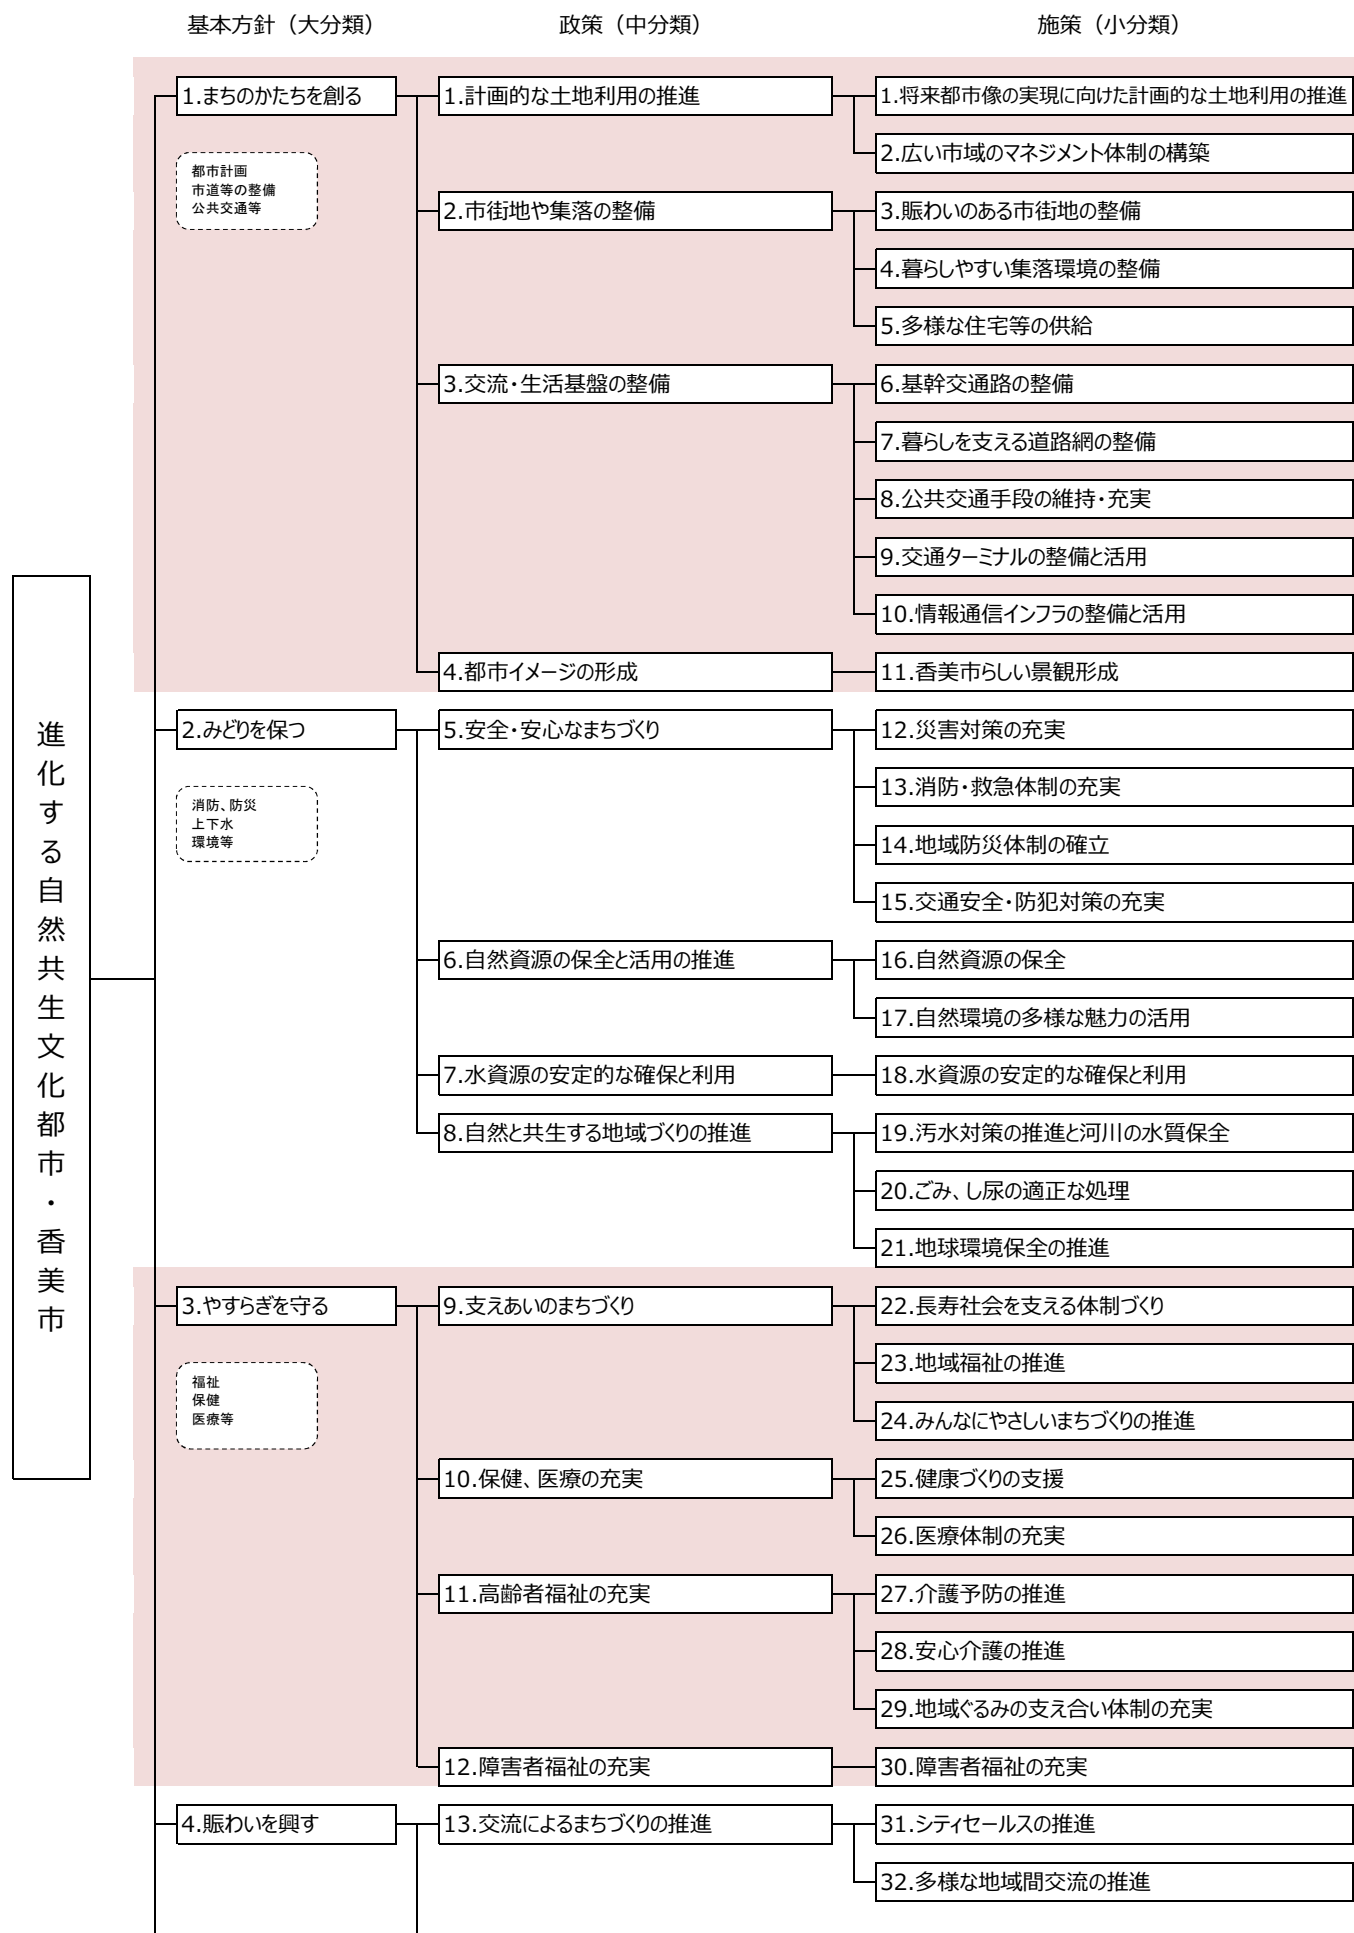 基本方針（大分類）
政策（中分類）
施策（小分類）
進化する自然共生文化都市・香美市
1.まちのかたちを創る
都市計画
市道等の整備
公共交通等
1.計画的な土地利用の推進
1.将来都市像の実現に向けた計画的な土地利用の推進
2.広い市域のマネジメント体制の構築
2.市街地や集落の整備
3.賑わいのある市街地の整備
4.暮らしやすい集落環境の整備
5.多様な住宅等の供給
3.交流・生活基盤の整備
6.基幹交通路の整備
7.暮らしを支える道路網の整備
8.公共交通手段の維持・充実
9.交通ターミナルの整備と活用
10.情報通信インフラの整備と活用
4.都市イメージの形成
11.香美市らしい景観形成
2.みどりを保つ
消防、防災
上下水
環境等
5.安全・安心なまちづくり
12.災害対策の充実
13.消防・救急体制の充実
14.地域防災体制の確立
15.交通安全・防犯対策の充実
6.自然資源の保全と活用の推進
16.自然資源の保全
17.自然環境の多様な魅力の活用
7.水資源の安定的な確保と利用
18.水資源の安定的な確保と利用
8.自然と共生する地域づくりの推進
19.汚水対策の推進と河川の水質保全
20.ごみ、し尿の適正な処理
21.地球環境保全の推進
3.やすらぎを守る
福祉
保健
医療等
9.支えあいのまちづくり
22.長寿社会を支える体制づくり
23.地域福祉の推進
24.みんなにやさしいまちづくりの推進
10.保健、医療の充実
25.健康づくりの支援
26.医療体制の充実
11.高齢者福祉の充実
27.介護予防の推進
28.安心介護の推進
29.地域ぐるみの支え合い体制の充実
12.障害者福祉の充実
30.障害者福祉の充実
4.賑わいを興す
13.交流によるまちづくりの推進
31.シティセールスの推進
32.多様な地域間交流の推進